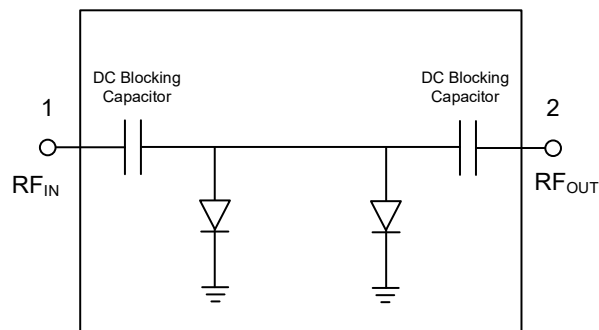 DC Blocking
Capacitor
DC Blocking
Capacitor
1
2
RFIN
RFOUT